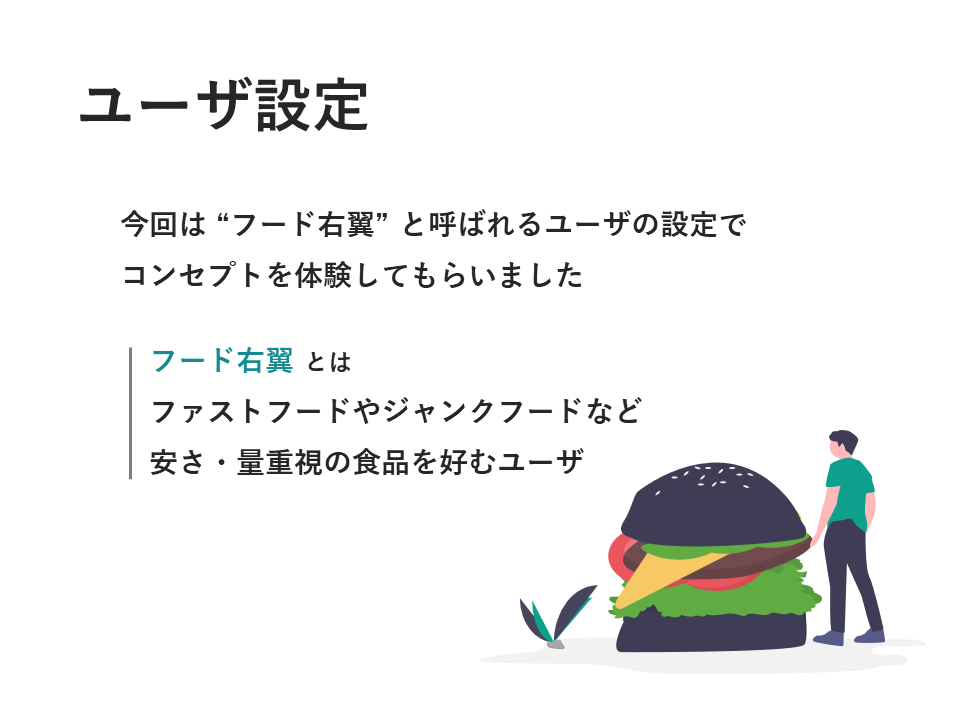 ユーザ設定
今回は “フード右翼” と呼ばれるユーザの設定で
コンセプトを体験してもらいました
フード右翼 とは
ファストフードやジャンクフードなど
安さ・量重視の食品を好むユーザ